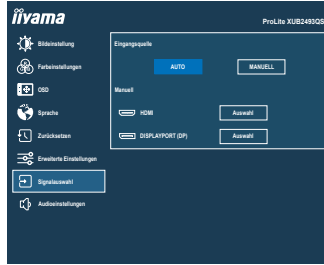 iiyama
ProLite XUB2493QS
Bildeinstellung
Farbeinstellungen
OSD
Sprache
Zurücksetzen
Erweiterte Einstellungen
Signalauswahl
Audioeinstellungen
Eingangsquelle
AUTO MANUELL
Manuell
HDMI Auswahl
DISPLAYPORT (DP) Auswahl